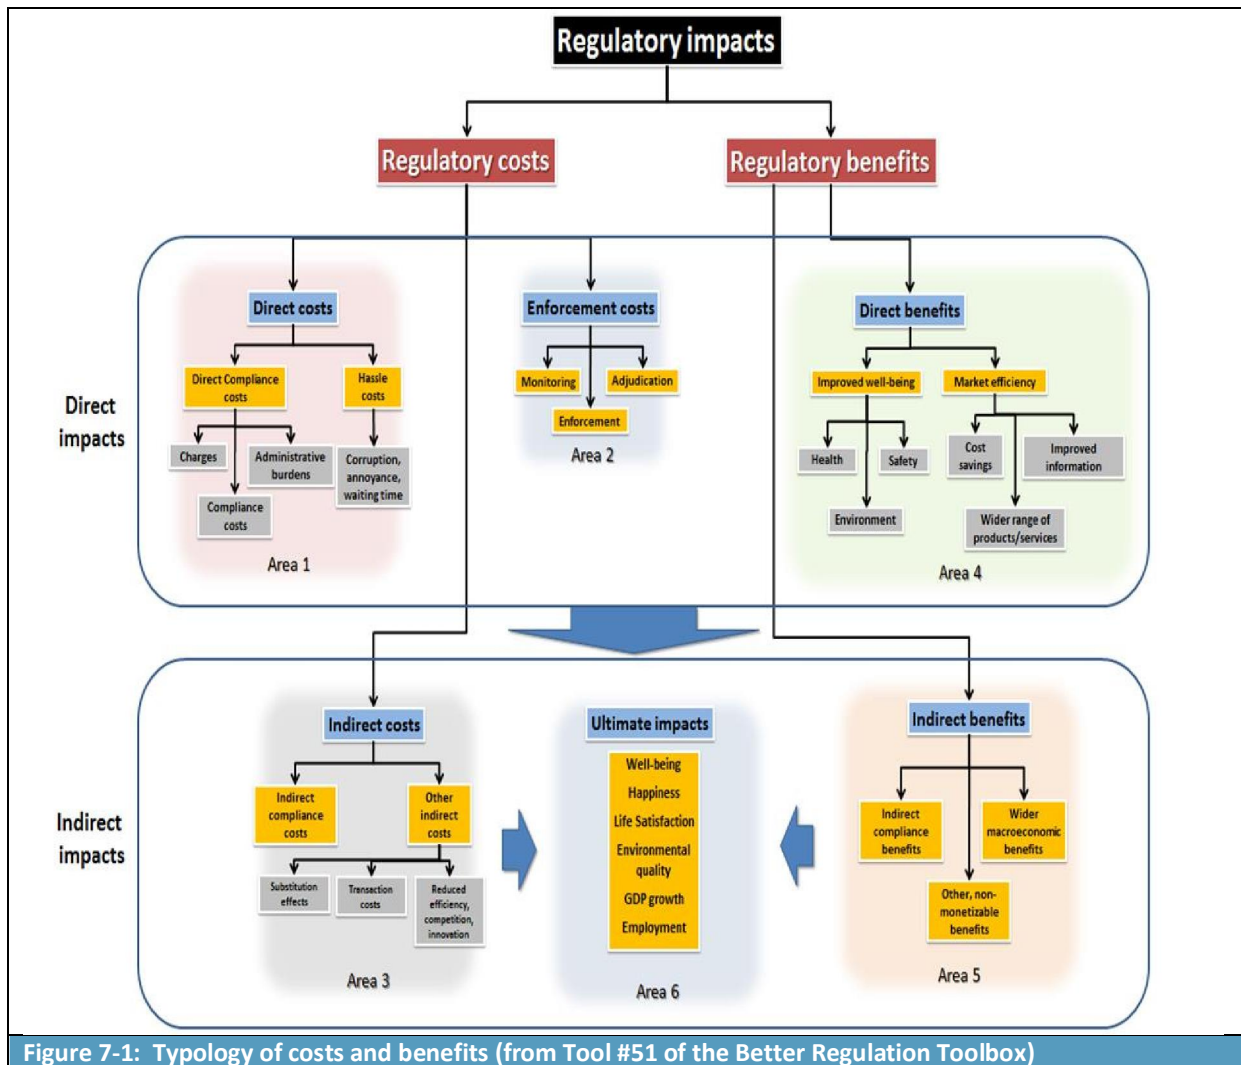 Regulatory impacts
Regulatory costs
Regulatory benefits
Direct
impacts
Direct costs
Direct Compliance
costs
Hassle
costs
Charges
Administrative
burdens
Compliance
costs
Corruption,
annoyance,
waiting time
Area 1
Enforcement costs
Monitoring
Adjudication
Enforcement
Area 2
Direct benefits
Improved well-being
Market efficiency
Health
Safety
Environment
Cost
savings
Improved
information
Wider range of
products/services
Area 4
Indirect
impacts
Indirect costs
Indirect
compliance
costs
Other
indirect
costs
Substitution
effects
Transaction
costs
Reduced
efficiency,
competition,
innovation
Area 3
Ultimate impacts
Well-being
Happiness
Life Satisfaction
Environmental
quality
GDP growth
Employment
Area 6
Indirect benefits
Indirect
compliance
benefits
Wider
macroeconomic
benefits
Other, non-
monetizable
benefits
Area 5
Figure 7-1: Typology of costs and benefits (from Tool #51 of the Better Regulation Toolbox)